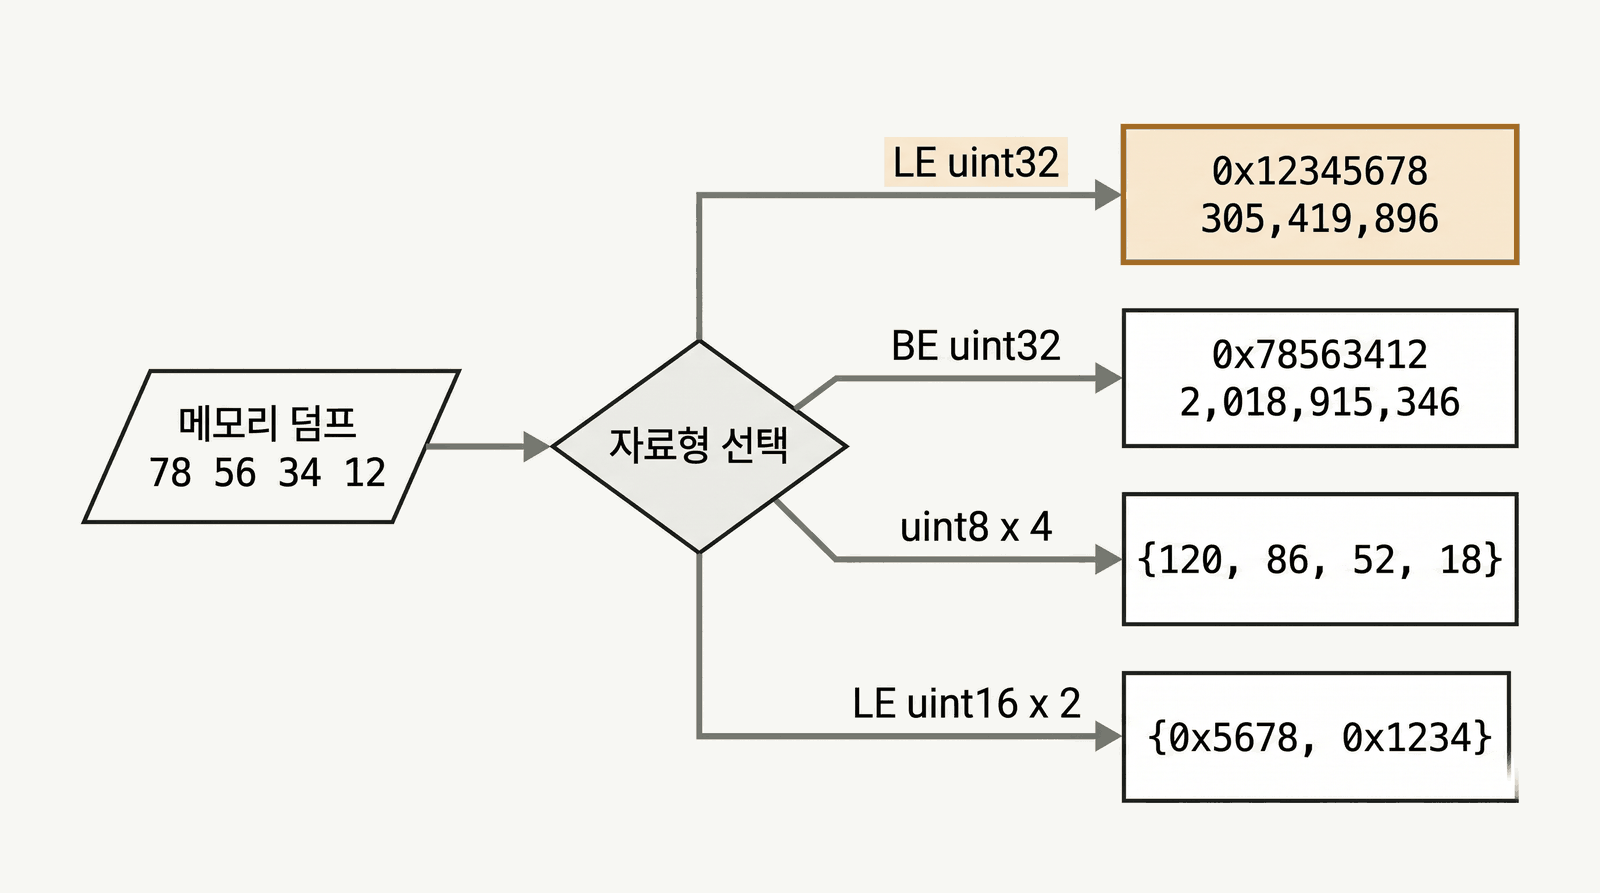 메모리 덤프
78 56 34 12
자료형 선택
LE uint32
0x12345678
305,419,896
BE uint32
0x78563412
2,018,915,346
uint8 x 4
{120, 86, 52, 18}
LE uint16 x 2
{0x5678, 0x1234}